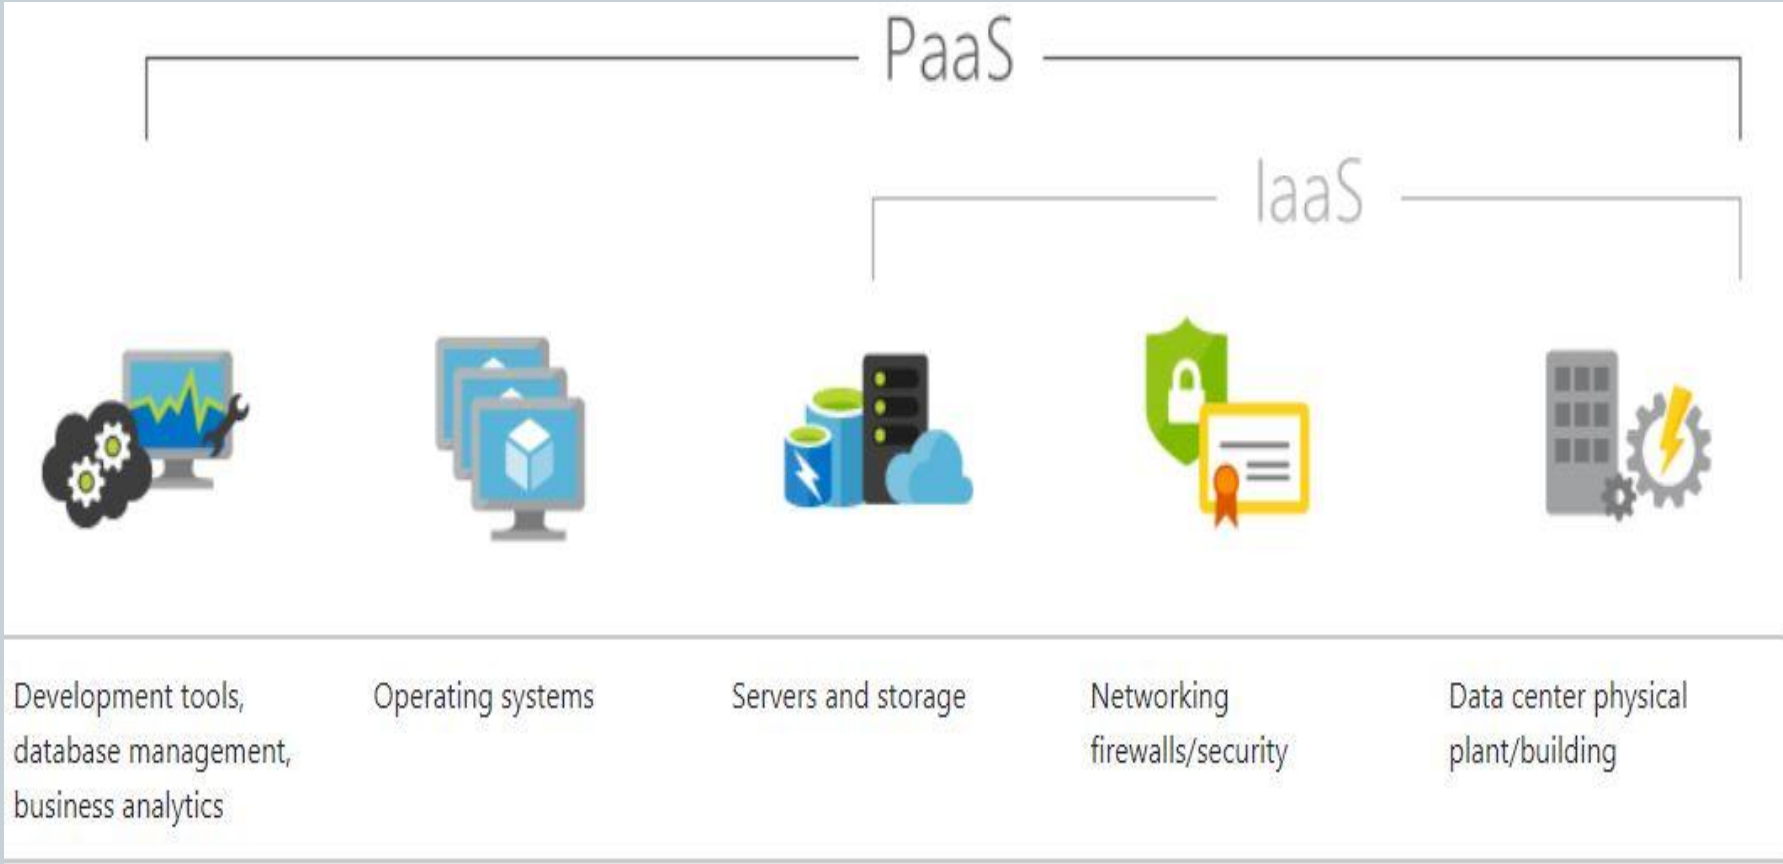 PaaS
IaaS
Development tools,
database management,
business analytics
Operating systems
Servers and storage
Networking
firewalls/security
Data center physical
plant/building